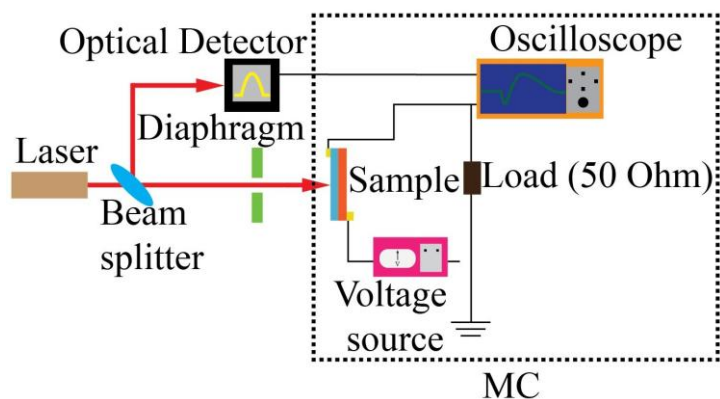 Optical Detector
Oscilloscope
Diaphragm
Laser
Sample
Load (50 Ohm)
Beam
splitter
V
Voltage
source
MC